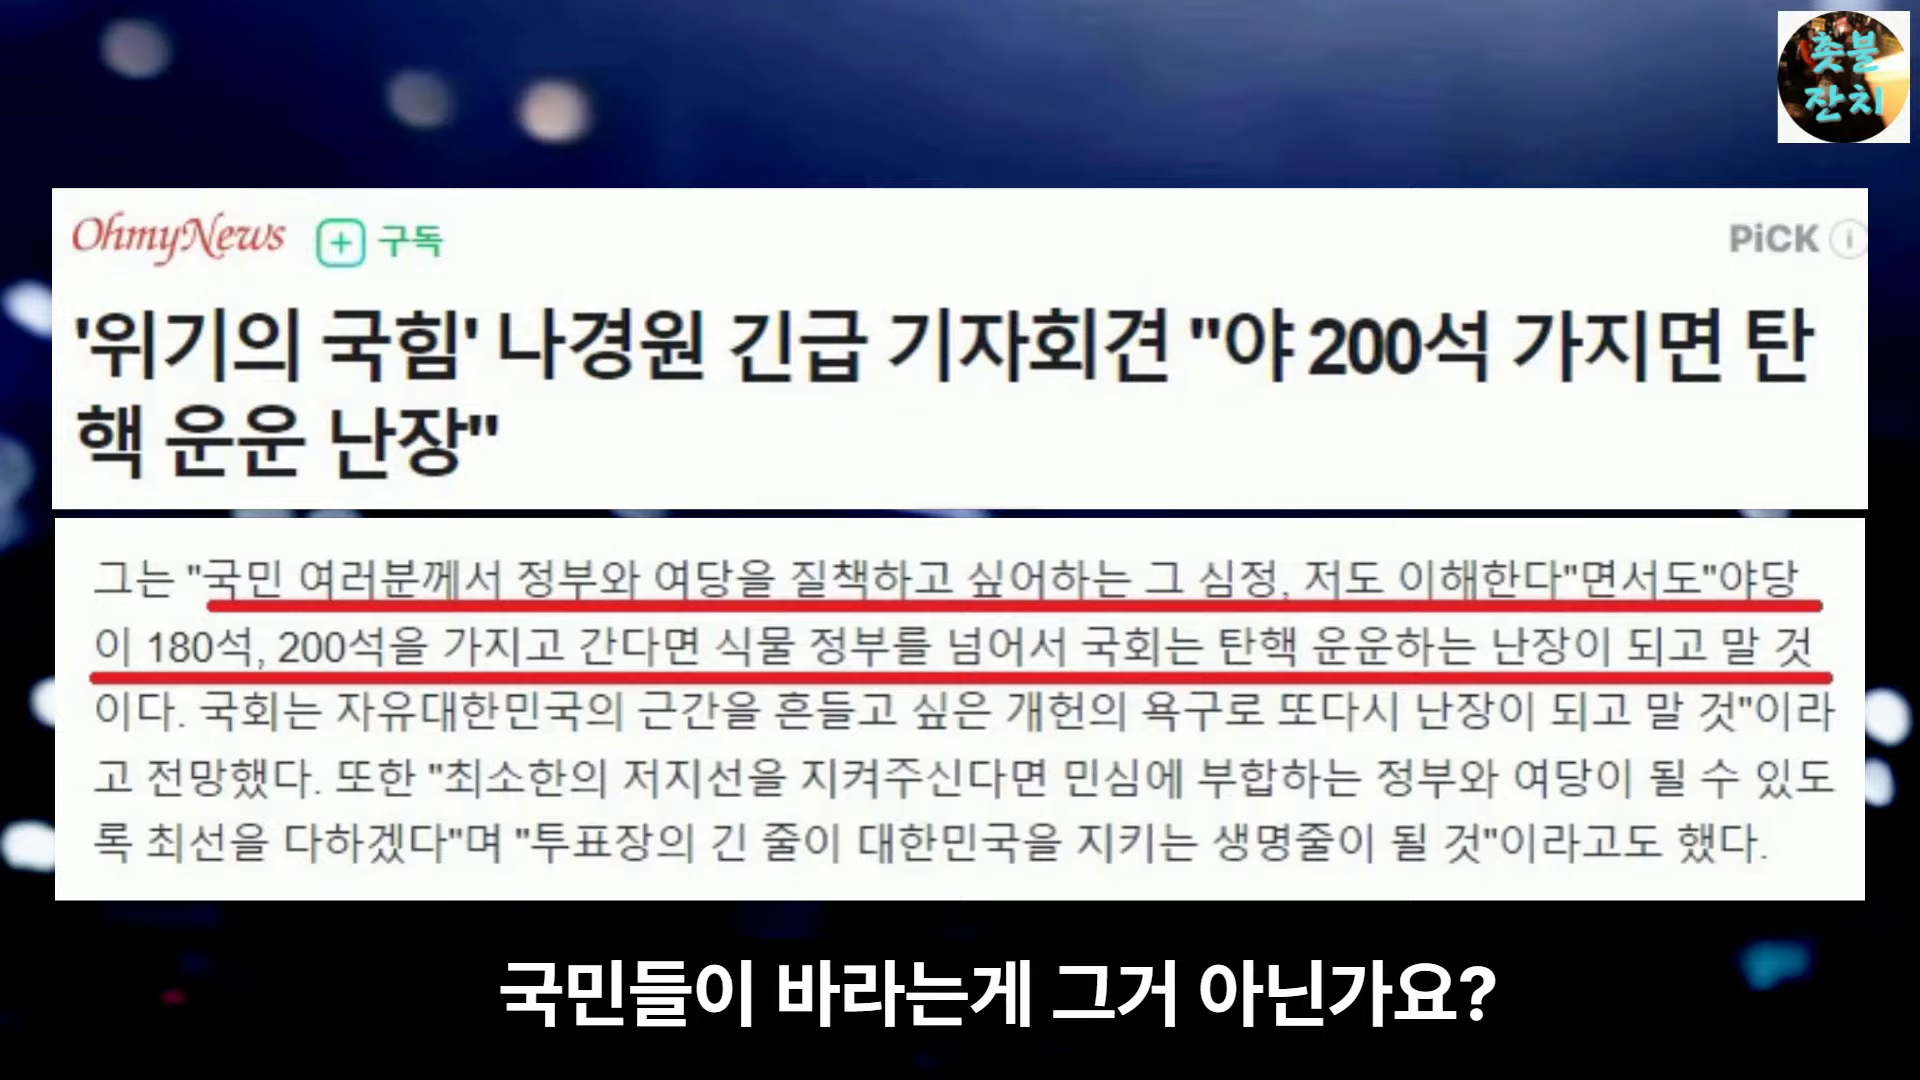 촛불
잔치
OhmyNews 구독 PiCK
'위기의 국힘' 나경원 긴급 기자회견 "야 200석 가지면 탄
핵 운운 난장"
그는 "국민 여러분께서 정부와 여당을 질책하고 싶어하는 그 심정, 저도 이해한다"면서도"야당
이 180석, 200석을 가지고 간다면 식물 정부를 넘어서 국회는 탄핵 운운하는 난장이 되고 말 것
이다. 국회는 자유대한민국의 근간을 흔들고 싶은 개헌의 욕구로 또다시 난장이 되고 말 것"이라
고 전망했다. 또한 "최소한의 저지선을 지켜주신다면 민심에 부합하는 정부와 여당이 될 수 있도
록 최선을 다하겠다"며 "투표장의 긴 줄이 대한민국을 지키는 생명줄이 될 것"이라고도 했다.
국민들이 바라는게 그거 아닌가요?